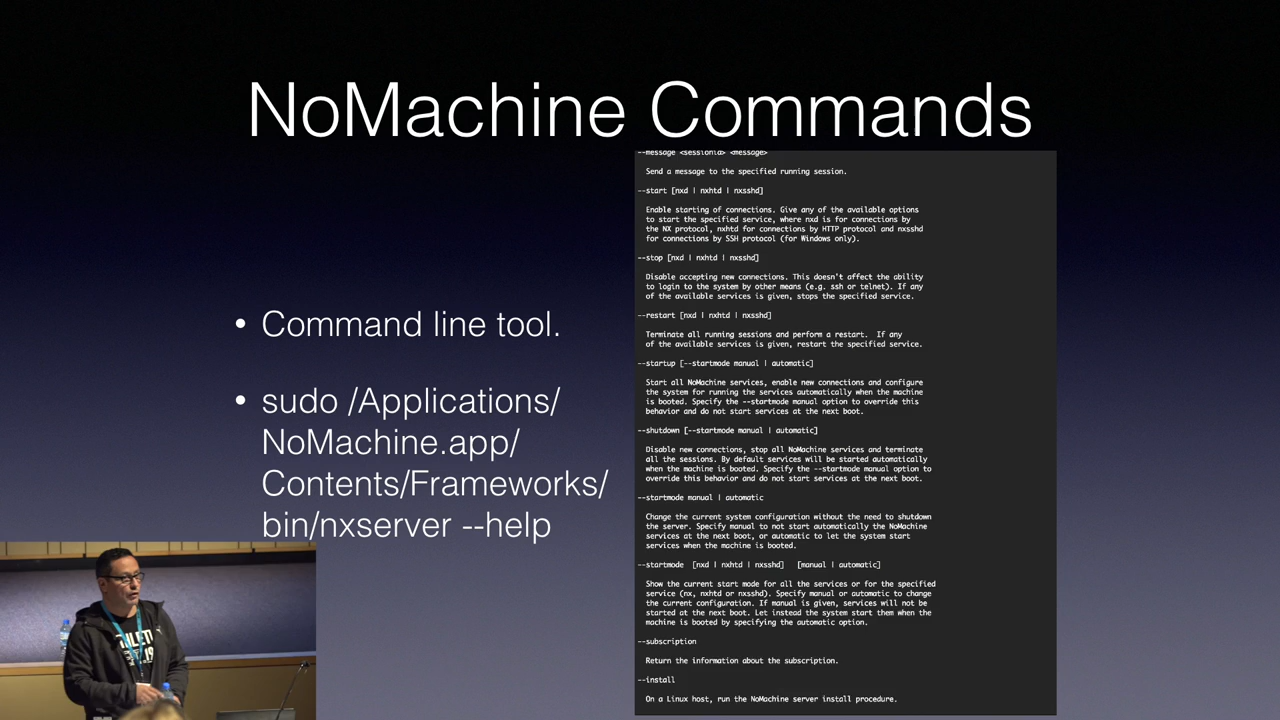 NoMachine Commands
• Command line tool.
• sudo /Applications/
NoMachine.app/
Contents/Frameworks/
bin/nxserver --help
--message <sessionid> <message>
Send a message to the specified running session.
--start [nxd | nxhtd | nxsshd]
Enable starting of connections. Give any of the available options
to start the specified service, where nxd is for connections by
the NX protocol, nxhtd for connections by HTTP protocol and nxsshd
for connections by SSH protocol (for Windows only).
--stop [nxd | nxhtd | nxsshd]
Disable accepting new connections. This doesn't affect the ability
to login to the system by other means (e.g. ssh or telnet). If any
of the available services is given, stops the specified service.
--restart [nxd | nxhtd | nxsshd]
Terminate all running sessions and perform a restart.  If any
of the available services is given, restart the specified service.
--startup [--startmode manual | automatic]
Start all NoMachine services, enable new connections and configure
the system for running the services automatically when the machine
is booted. Specify the --startmode manual option to override this
behavior and do not start services at the next boot.
--shutdown [--startmode manual | automatic]
Disable new connections, stop all NoMachine services and terminate
all the sessions. By default services will be started automatically
when the machine is booted. Specify the --startmode manual option to
override this behavior and do not start services at the next boot.
--startmode manual | automatic
Change the current system configuration without the need to shutdown
the server. Specify manual to not start automatically the NoMachine
services at the next boot, or automatic to let the system start
services when the machine is booted.
--startmode  [nxd | nxhtd | nxsshd]   [manual | automatic]
Show the current start mode for all the services or for the specified
service (nx, nxhtd or nxsshd). Specify manual or automatic to change
the current configuration. If manual is given, services will not be
started at the next boot. Let instead the system start them when the
machine is booted by specifying the automatic option.
--subscription
Return the information about the subscription.
--install
On a Linux host, run the NoMachine server install procedure.